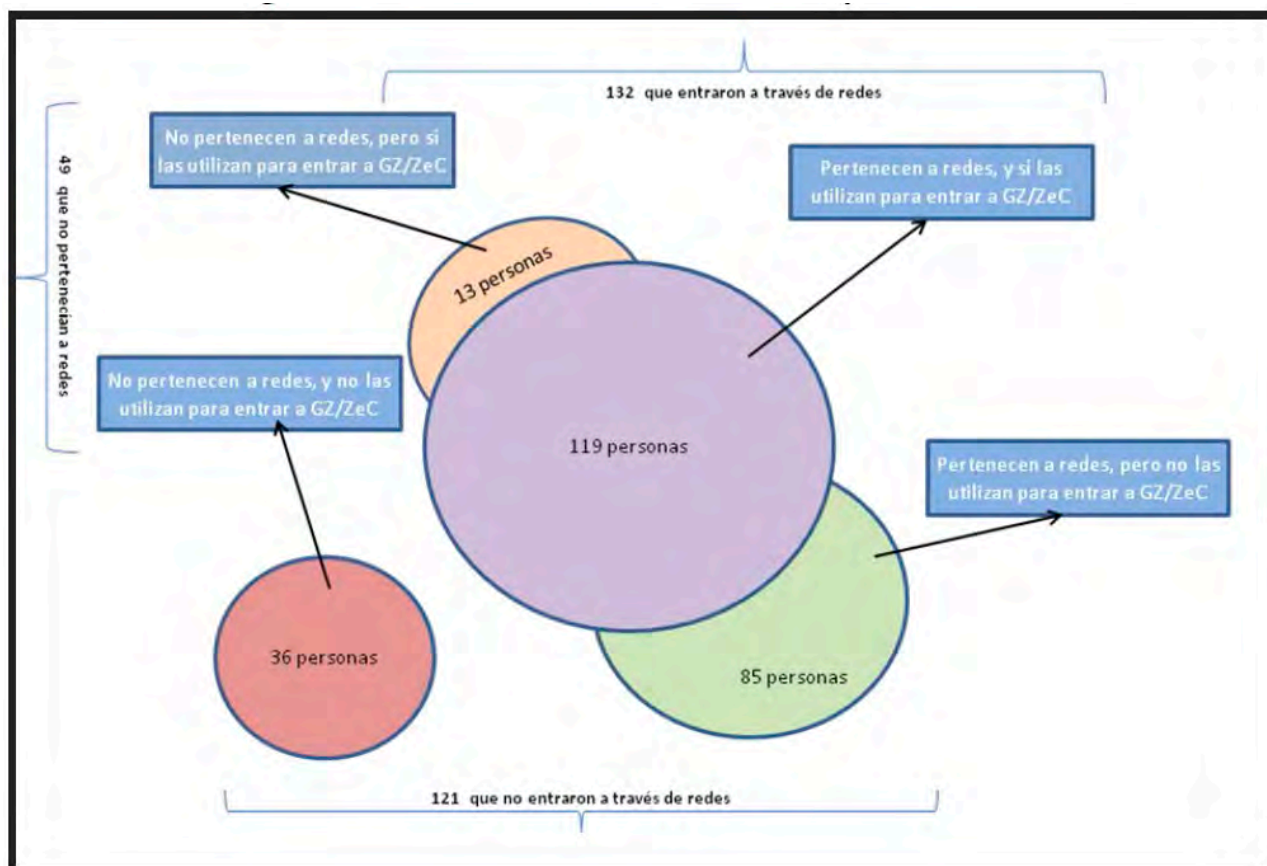 132 que entraron a través de redes
No pertenecen a redes, pero si
las utilizan para entrar a GZ/ZeC
Pertenecen a redes, y sí las
utilizan para entrar a GZ/ZeC
49 que no pertenecian a redes
13 personas
No pertenecen a redes, y no las
utilizan para entrar a GZ/ZeC
119 personas
Pertenecen a redes, pero no las
utilizan para entrar a GZ/ZeC
36 personas
85 personas
121 que no entraron a través de redes